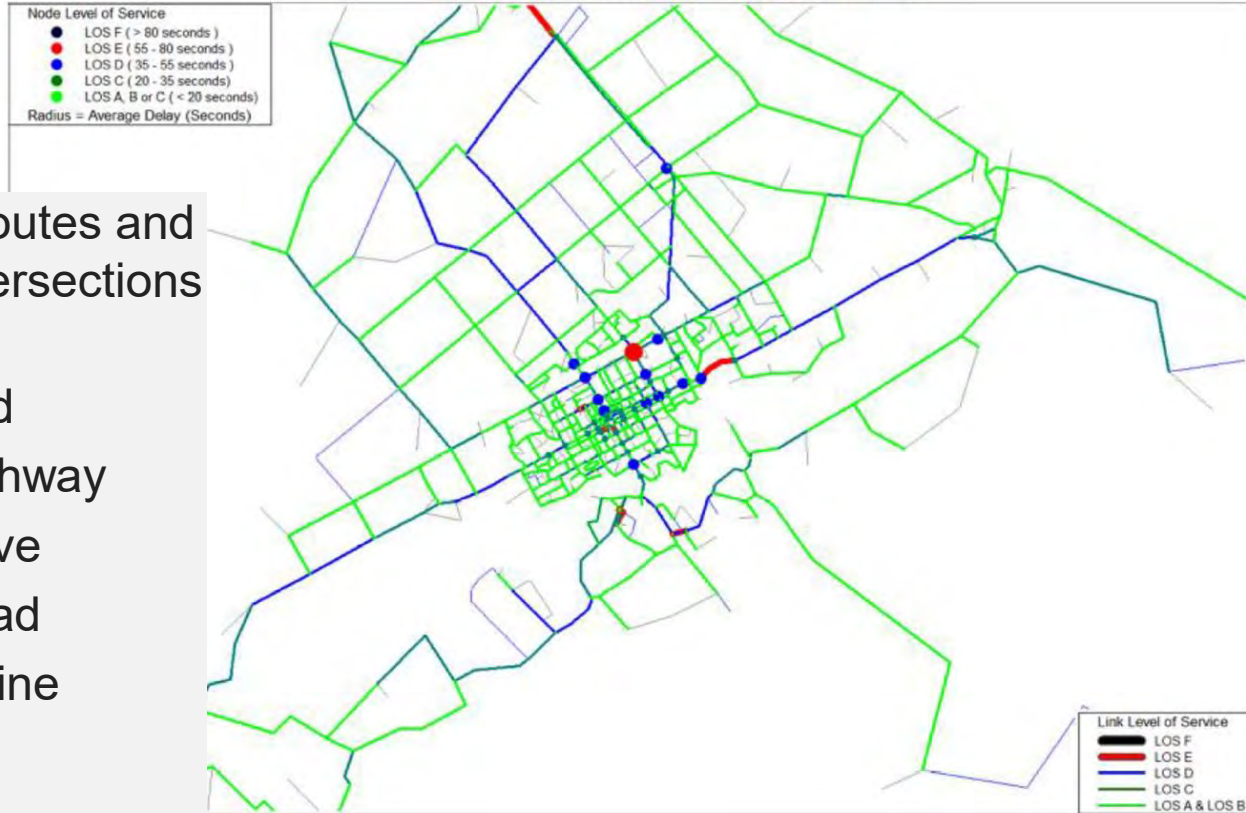 Node Level of Service
LOS F ( > 80 seconds )
LOS E ( 55 - 80 seconds )
LOS D ( 35 - 55 seconds )
LOS C ( 20 - 35 seconds)
LOS A, B or C ( < 20 seconds)
Radius = Average Delay (Seconds)
outes and
ersections
d
hway
ve
ad
ine
Link Level of Service
LOS F
LOS E
LOS D
LOS C
LOS A & LOS B